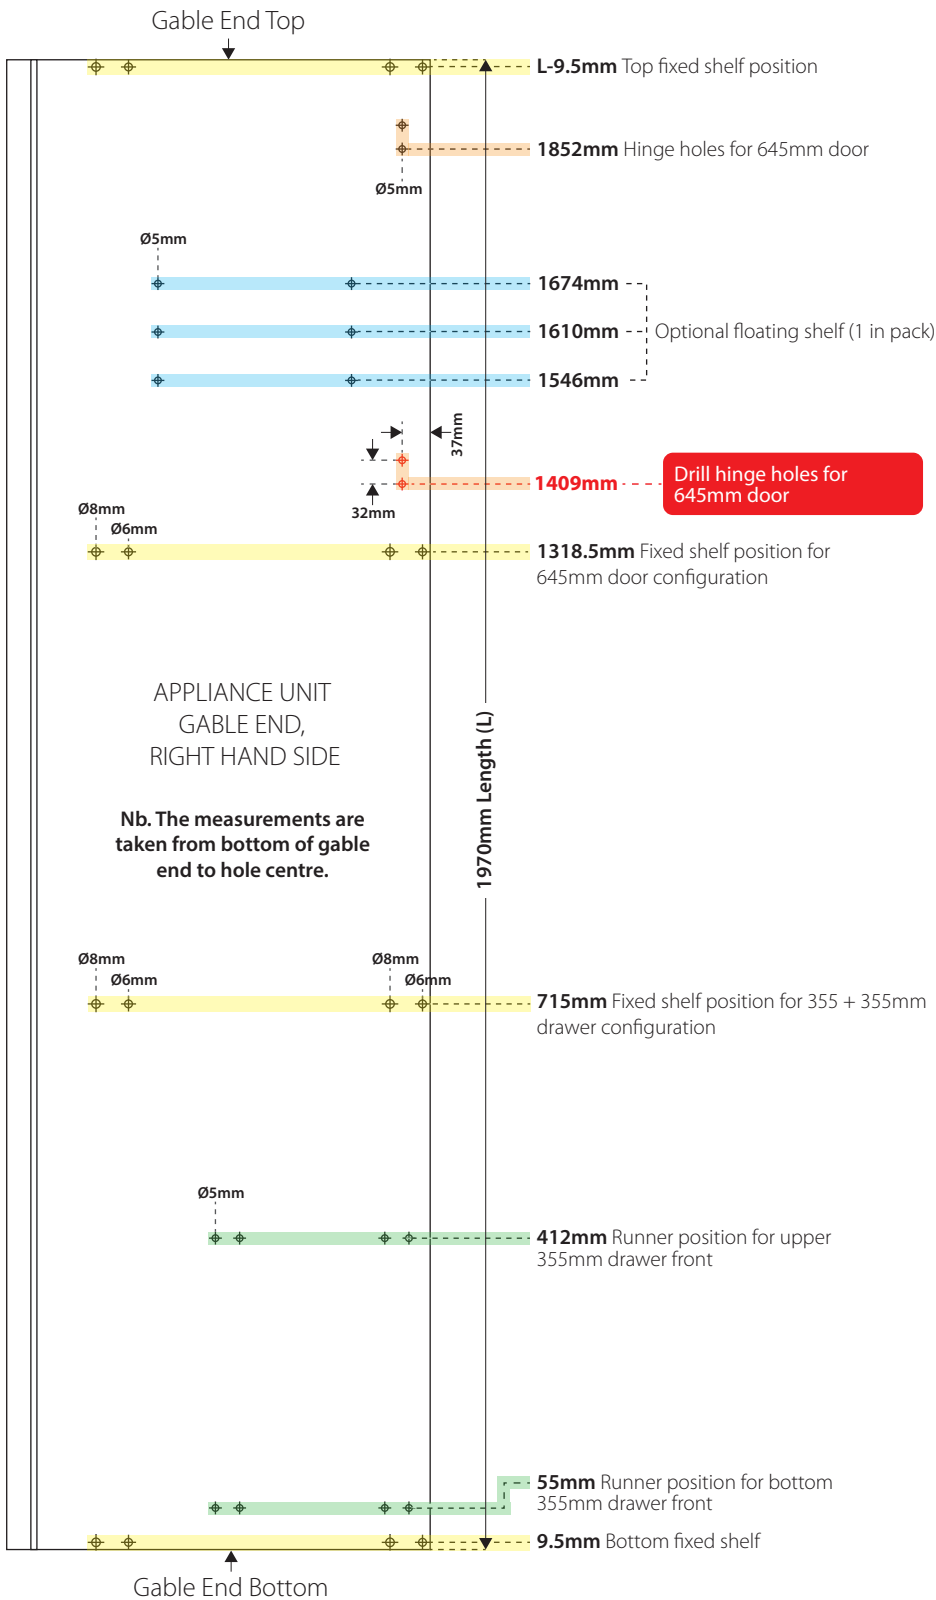 Gable End Top
L-9.5mm Top fixed shelf position
1852mm Hinge holes for 645mm door
Ø5mm
Ø5mm
1674mm
1610mm Optional floating shelf (1 in pack)
1546mm
37mm
1409mm
Drill hinge holes for
645mm door
32mm
Ø8mm
Ø6mm
1318.5mm Fixed shelf position for
645mm door configuration
APPLIANCE UNIT
GABLE END,
RIGHT HAND SIDE
1970mm Length (L)
Nb. The measurements are
taken from bottom of gable
end to hole centre.
Ø8mm
Ø6mm
Ø8mm
Ø6mm
715mm Fixed shelf position for 355 + 355mm
drawer configuration
Ø5mm
412mm Runner position for upper
355mm drawer front
55mm Runner position for bottom
355mm drawer front
9.5mm Bottom fixed shelf
Gable End Bottom